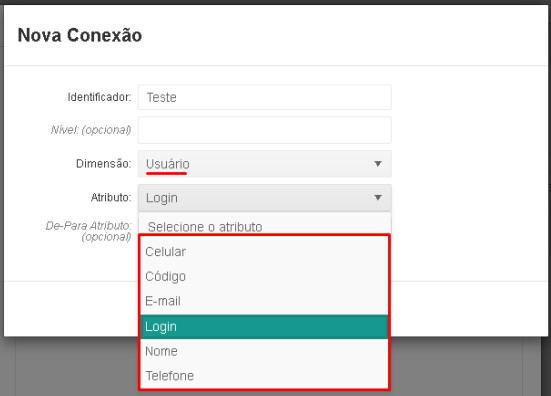 Nova Conexão
Identificador: Teste
Nível: (opcional)
Dimensão: Usuário
Atributo: Login
De-Para Atributo: Selecione o atributo
(opcional)
Celular
Código
E-mail
Login
Nome
Telefone